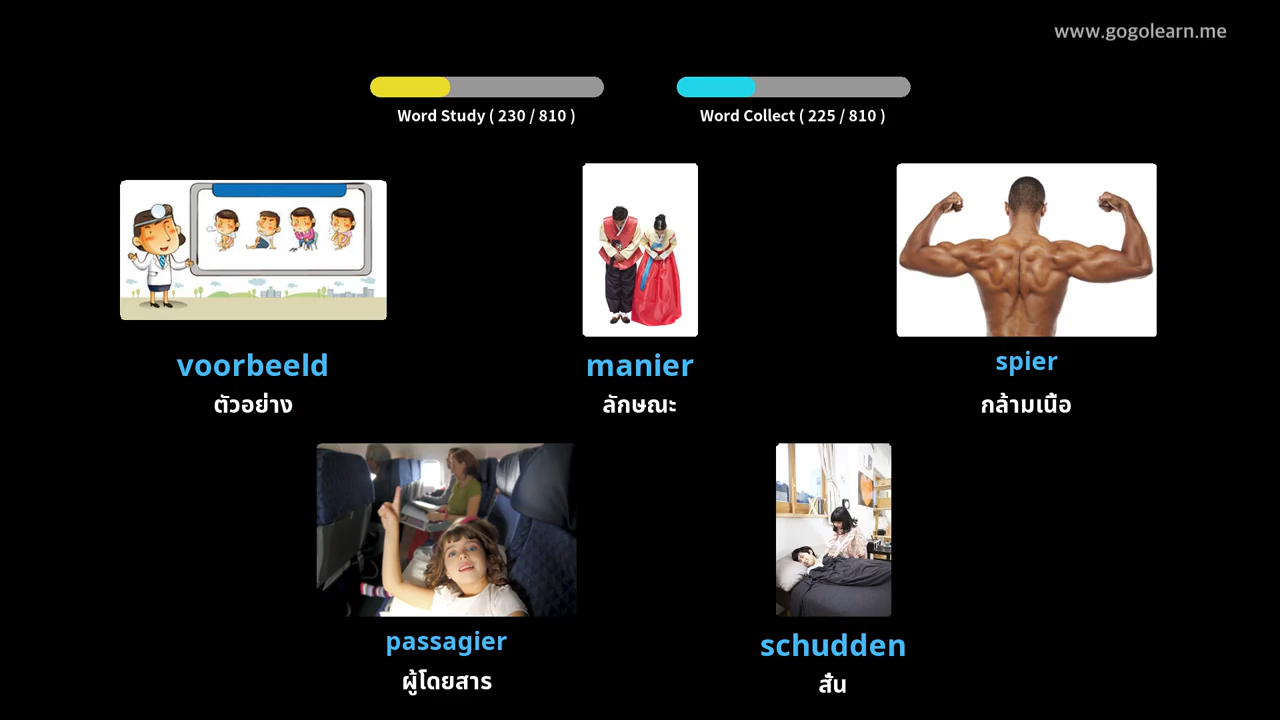 www.gogolearn.me
Word Study ( 230 / 810 )
Word Collect ( 225 / 810 )
voorbeeld
ตัวอย่าง
manier
ลักษณะ
spier
กล้ามเนื้อ
passagier
ผู้โดยสาร
schudden
สั่น